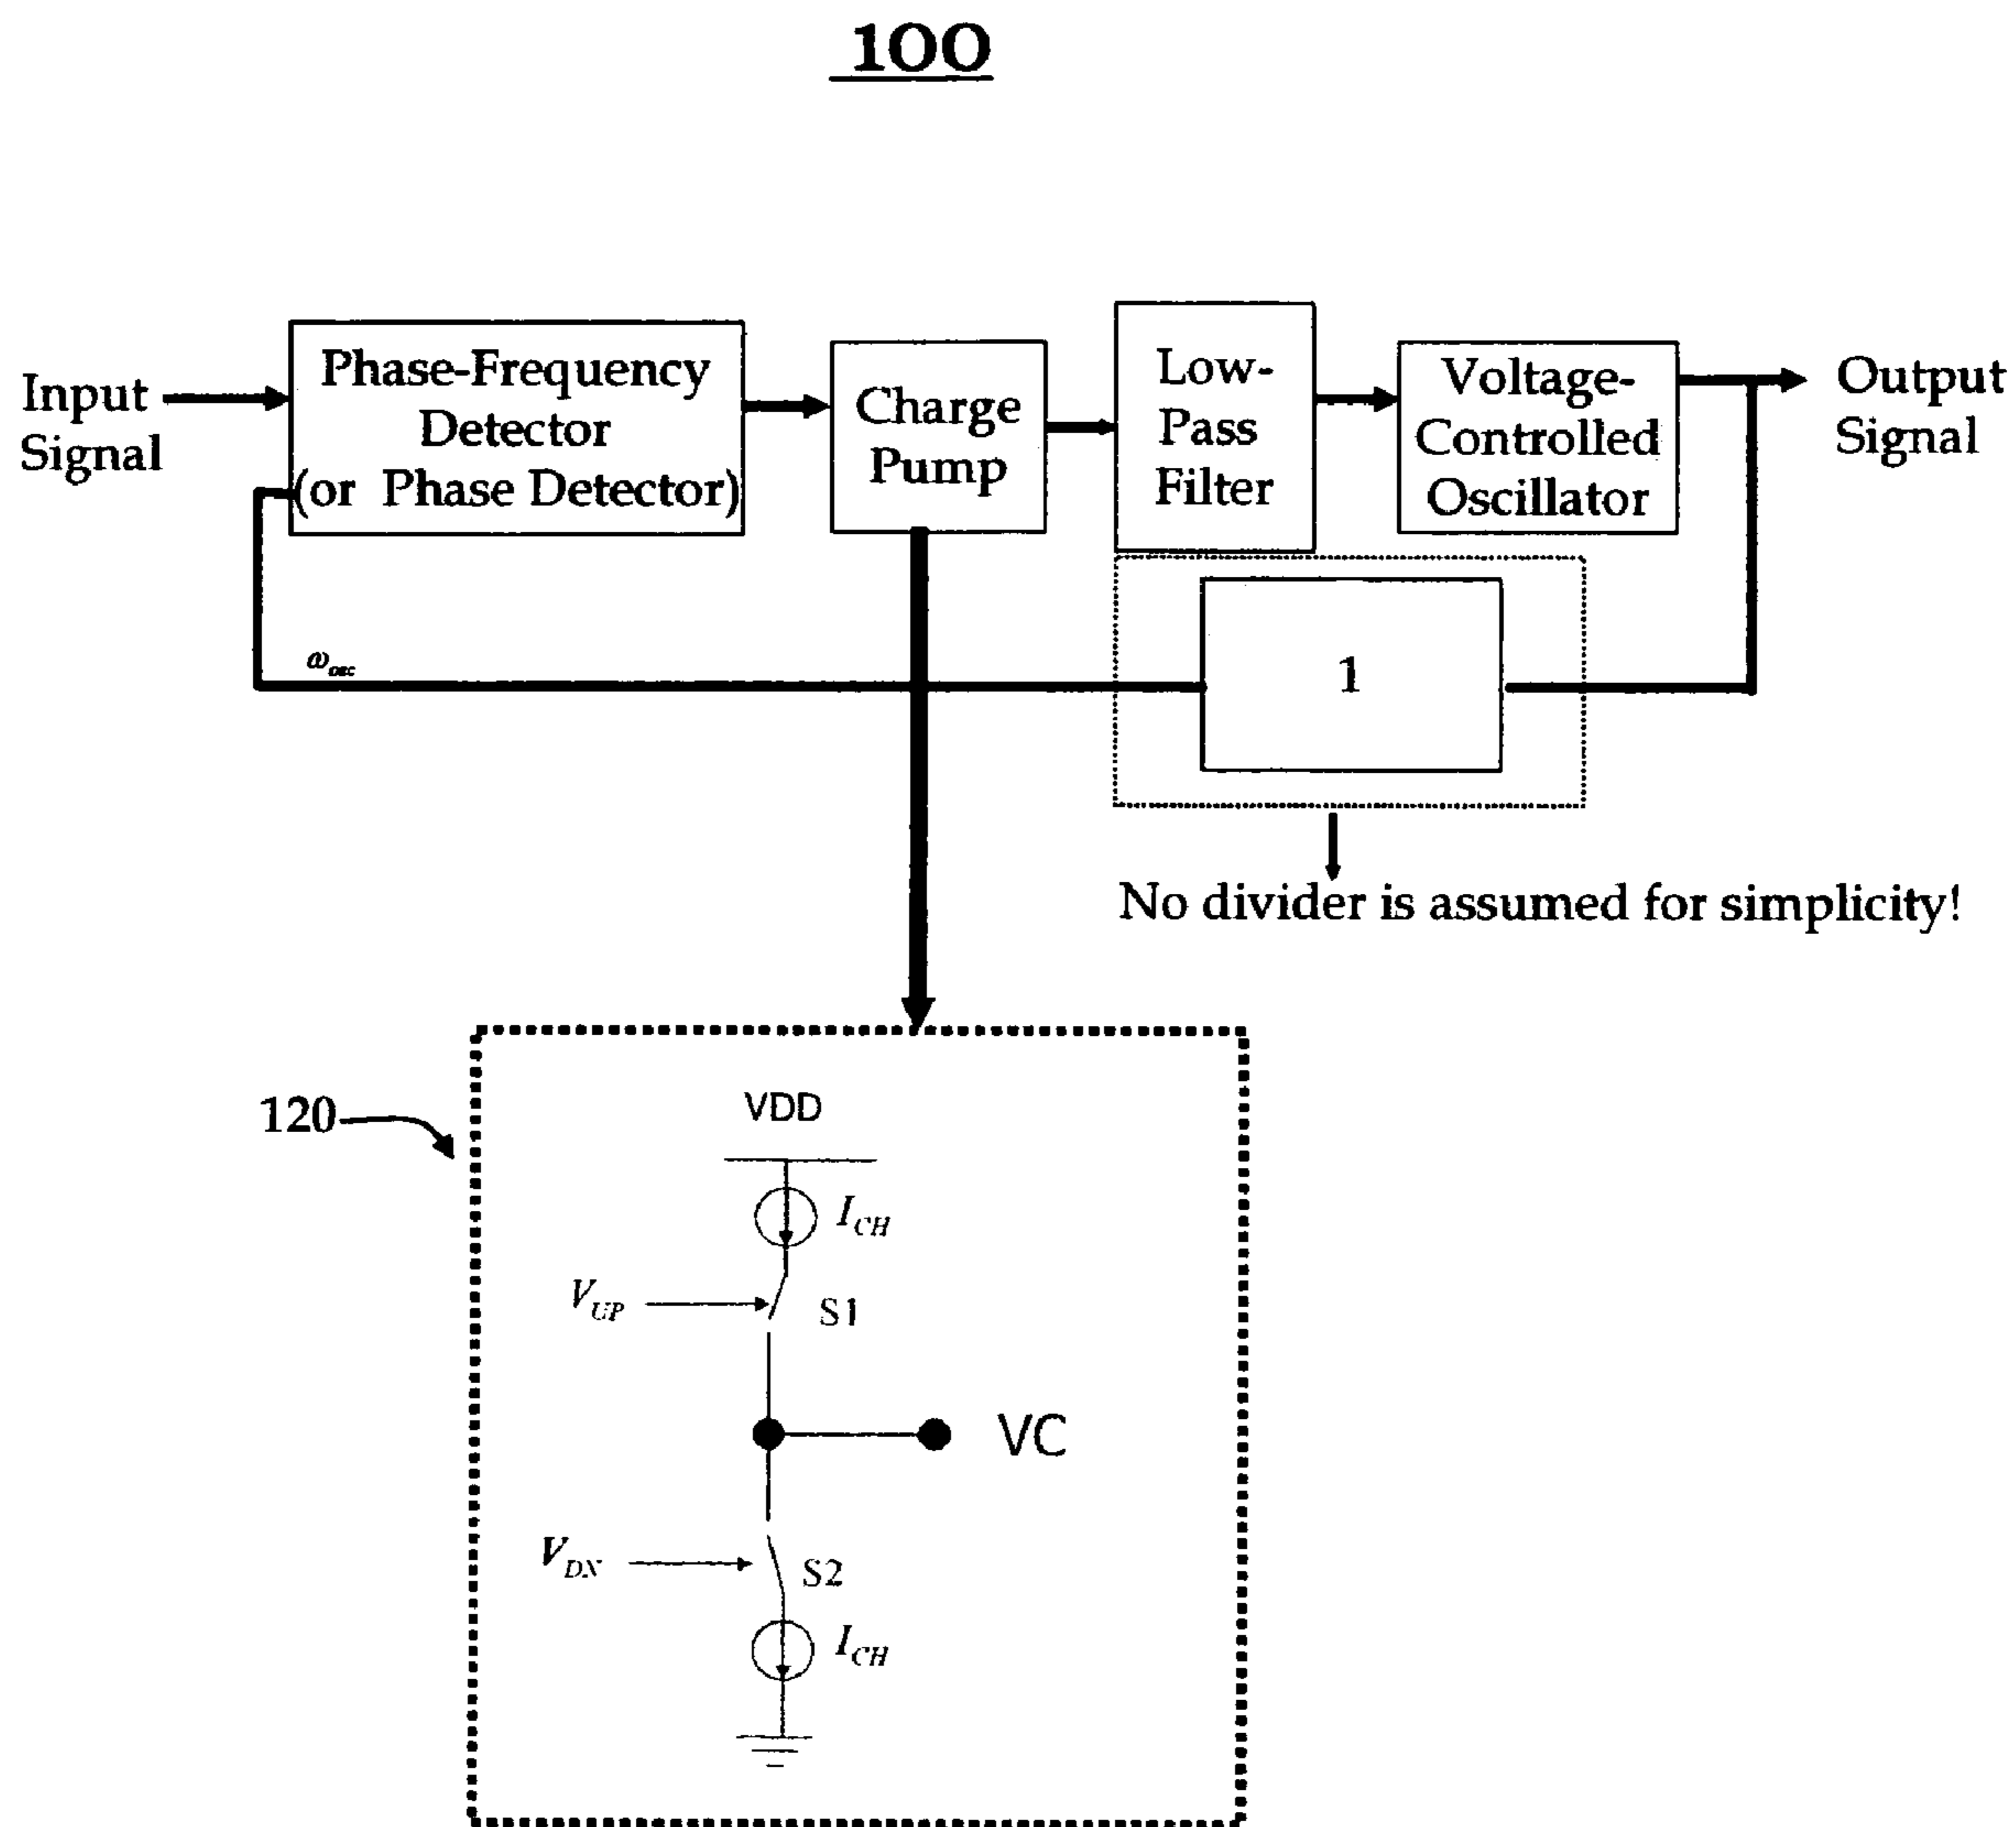 100
Input
Signal
Phase-Frequency
Detector
(or Phase Detector)
Charge
Pump
Low-
Pass
Filter
Voltage-
Controlled
Oscillator
Output
Signal
ω_osc
1
No divider is assumed for simplicity!
120
VDD
I_CH
V_UP
S1
VC
V_DN
S2
I_CH